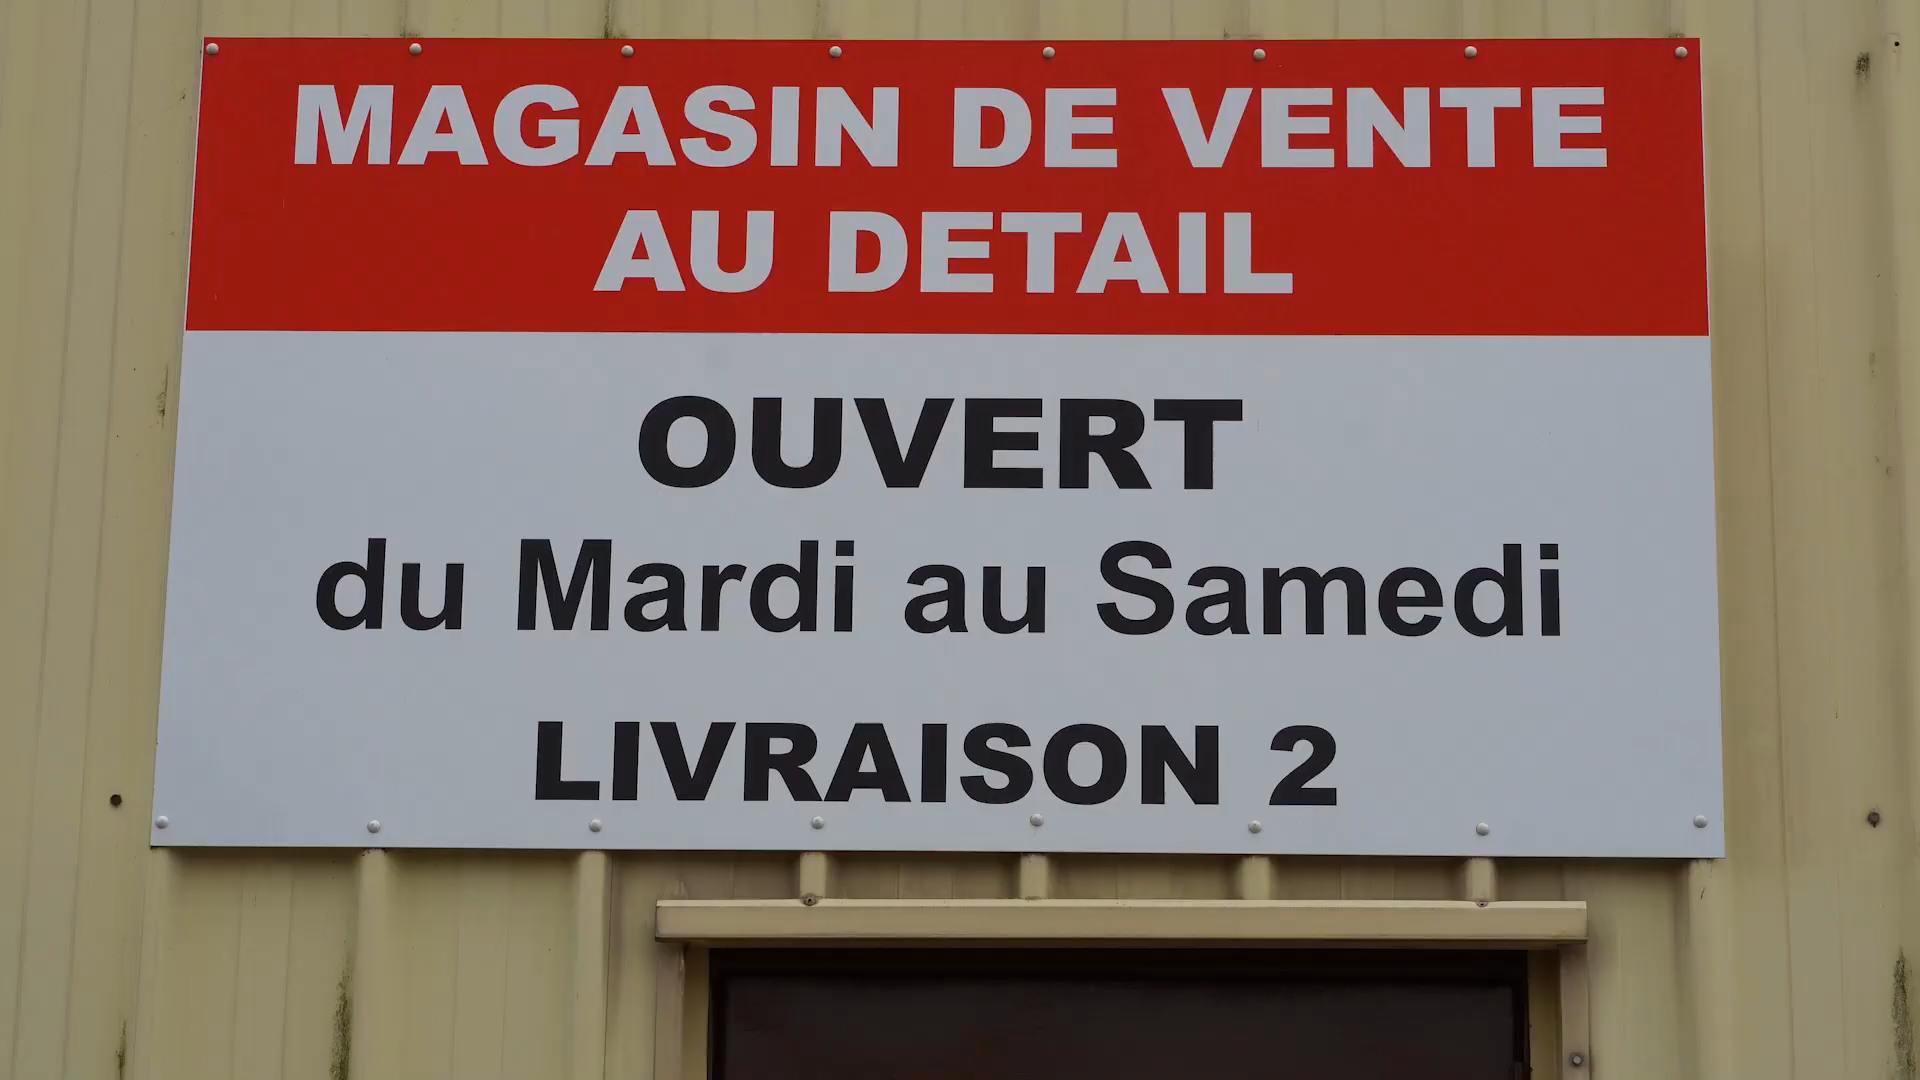 MAGASIN DE VENTE
AU DETAIL
OUVERT
du Mardi au Samedi
LIVRAISON 2